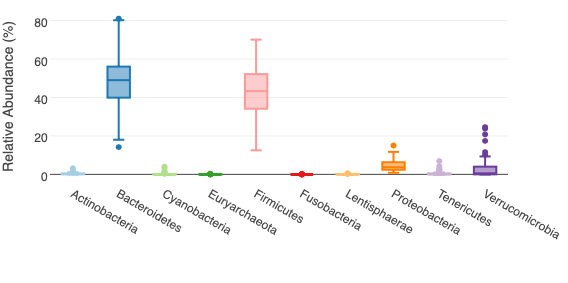 Relative Abundance (%)
80
60
40
20
0
Actinobacteria
Bacteroidetes
Cyanobacteria
Euryarchaeota
Firmicutes
Fusobacteria
Lentisphaerae
Proteobacteria
Tenericutes
Verrucomicrobia